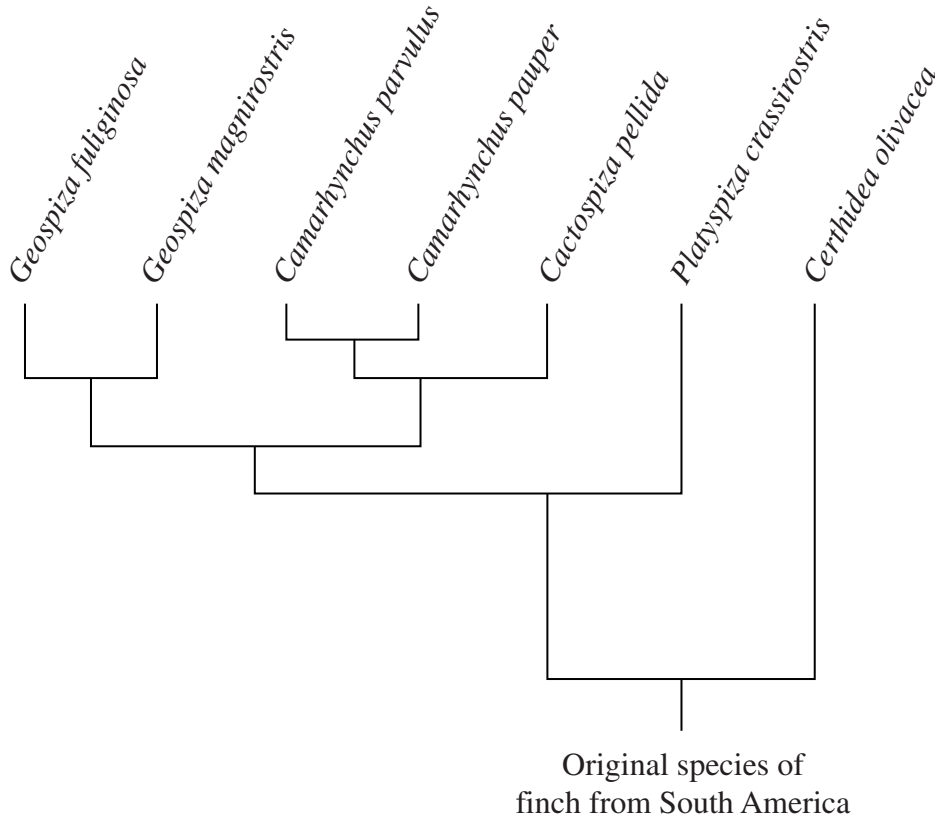 Geospiza fuliginosa
Geospiza magnirostris
Camarhynchus parvulus
Camarhynchus pauper
Cactospiza pellida
Platyspiza crassirostris
Certhidea olivacea
Original species of
finch from South America